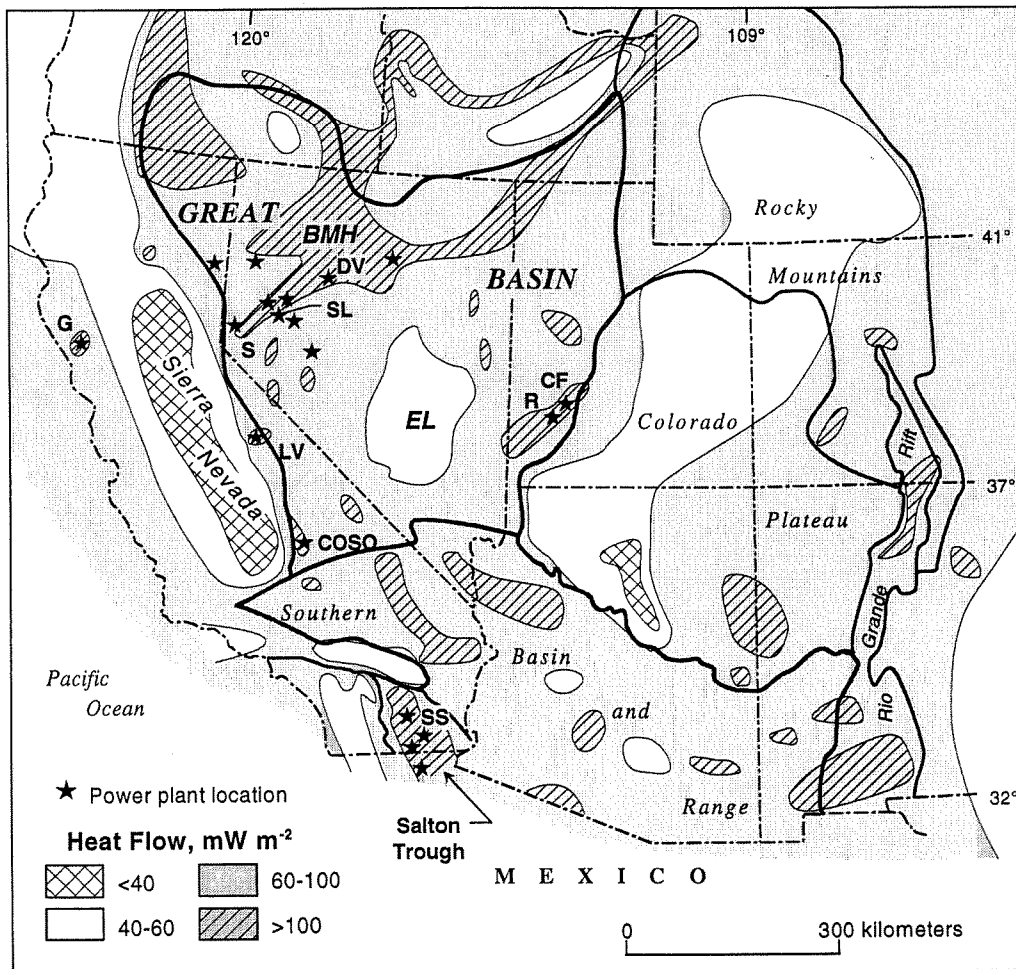 120°
109°
Rocky
GREAT
BMH
41°
DV
BASIN
Mountains
SL
G
S
Sierra
CF
R
EL
Colorado
Rift
LV
Nevada
37°
Plateau
COSO
Southern
Grande
Basin
Pacific
Ocean
SS
and
Rio
Power plant location
Range
32°
Heat Flow, mW m⁻²
Salton
Trough
<40
60-100
MEXICO
40-60
>100
0
300 kilometers